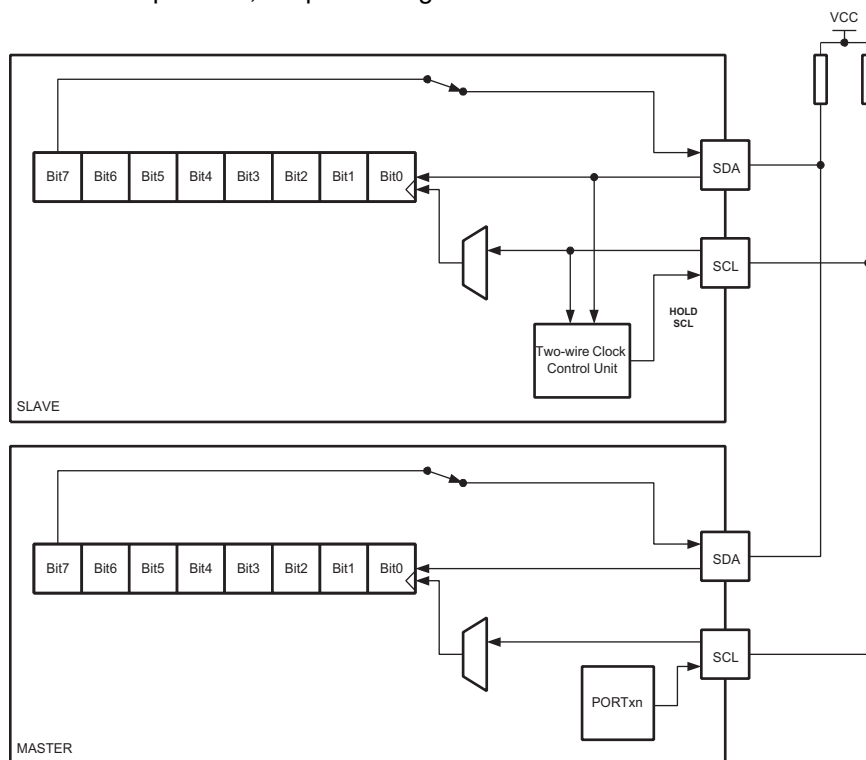 VCC
Bit7 Bit6 Bit5 Bit4 Bit3 Bit2 Bit1 Bit0
SDA
SCL
HOLD
SCL
Two-wire Clock
Control Unit
SLAVE
Bit7 Bit6 Bit5 Bit4 Bit3 Bit2 Bit1 Bit0
SDA
SCL
PORTxn
MASTER